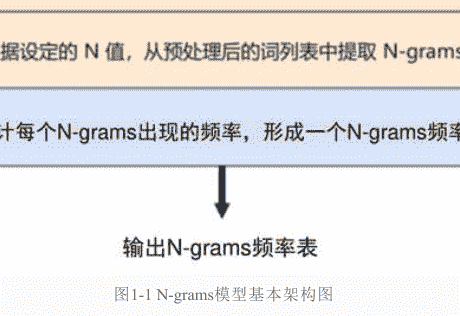 据设定的 N 值，从预处理后的词列表中提取 N-grams
计每个N-grams出现的频率，形成一个N-grams频率
输出N-grams频率表
图1-1 N-grams模型基本架构图